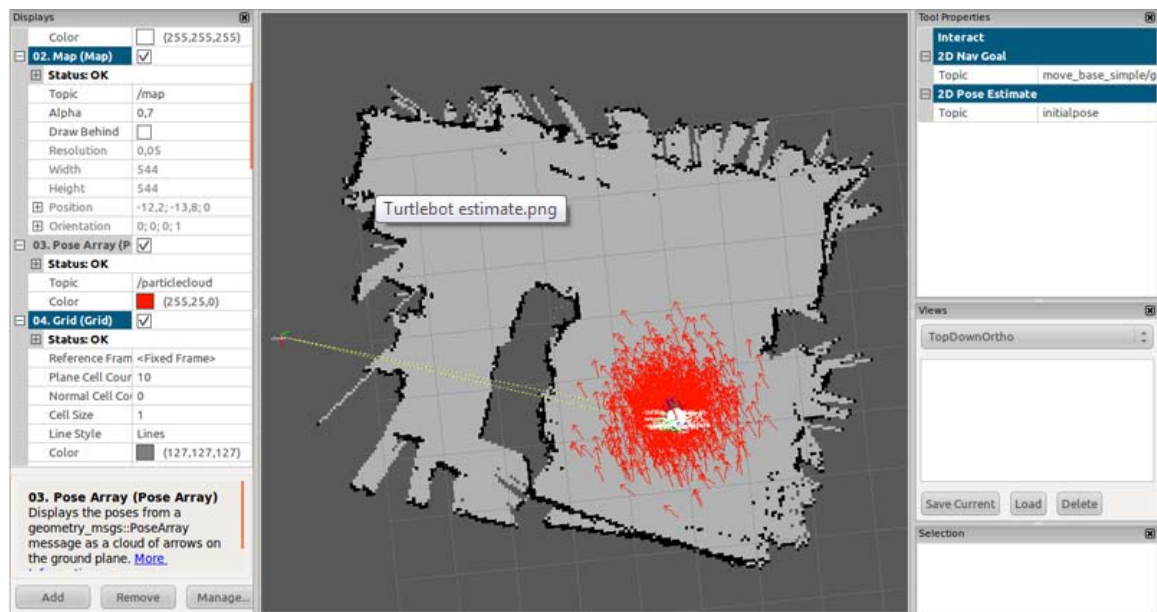 Displays
Color (255,255,255)
02. Map (Map)
Status: OK
Topic /map
Alpha 0,7
Draw Behind
Resolution 0,05
Width 544
Height 544
Position -12,2; -13,8; 0
Orientation 0; 0; 0; 1
03. Pose Array (P
Status: OK
Topic /particlecloud
Color (255,25,0)
04. Grid (Grid)
Status: OK
Reference Fram <Fixed Frame>
Plane Cell Cour 10
Normal Cell Co 0
Cell Size 1
Line Style Lines
Color (127,127,127)
03. Pose Array (Pose Array)
Displays the poses from a
geometry_msgs::PoseArray
message as a cloud of arrows on
the ground plane. More
Add Remove Manage...
Turtlebot estimate.png
Tool Properties
Interact
2D Nav Goal
Topic move_base_simple/g
2D Pose Estimate
Topic initialpose
Views
TopDownOrtho
Save Current Load Delete
Selection